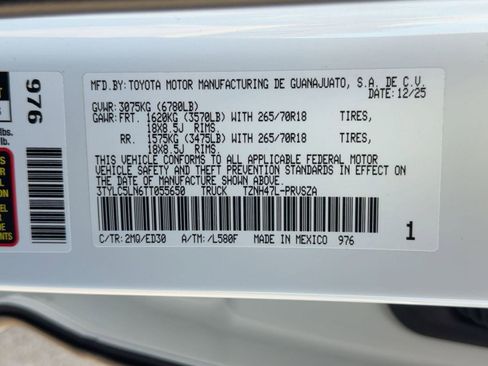 MFD.BY:TOYOTA MOTOR MANUFACTURING DE GUANAJUATO, S.A. DE C.V.
DATE:12/25
GVWR:3075KG (6780LB)
GAWR:FRT. 1620KG (3570LB) WITH 265/70R18 TIRES,
18X8.5J RIMS.
RR. 1575KG (3475LB) WITH 265/70R18 TIRES,
18X8.5J RIMS.
THIS VEHICLE CONFORMS TO ALL APPLICABLE FEDERAL MOTOR
VEHICLE SAFETY AND THEFT PREVENTION STANDARDS IN EFFECT
ON THE DATE OF MANUFACTURE SHOWN ABOVE.
3TYLC5LN6TT055650 TRUCK TZNH47L-PRVSZA
C/TR:2MQ/ED30 A/TM:/L580F MADE IN MEXICO 976
1
976
lbs.